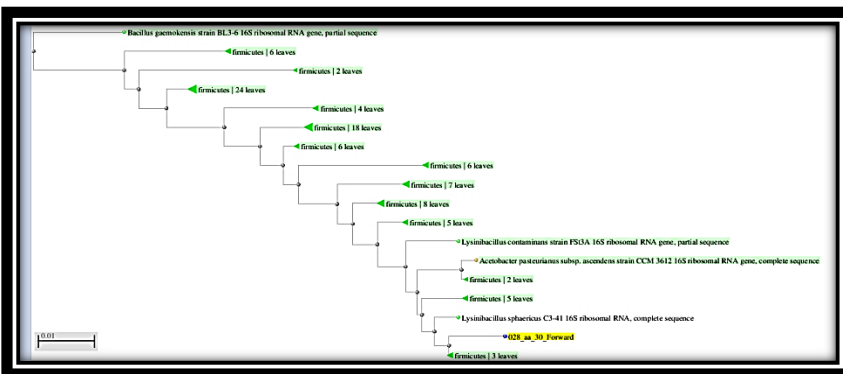 Bacillus gaemokensis strain BL3-6 16S ribosomal RNA gene, partial sequence
firmicutes | 6 leaves
firmicutes | 2 leaves
firmicutes | 24 leaves
firmicutes | 4 leaves
firmicutes | 18 leaves
firmicutes | 6 leaves
firmicutes | 6 leaves
firmicutes | 7 leaves
firmicutes | 8 leaves
firmicutes | 5 leaves
Lysinibacillus contaminans strain FSt3A 16S ribosomal RNA gene, partial sequence
Acetobacter pasteurianus subsp. ascendens strain CCM 3612 16S ribosomal RNA gene, complete sequence
firmicutes | 2 leaves
firmicutes | 5 leaves
Lysinibacillus sphaericus C3-41 16S ribosomal RNA, complete sequence
028_aa_30_Forward
0.01
firmicutes | 3 leaves